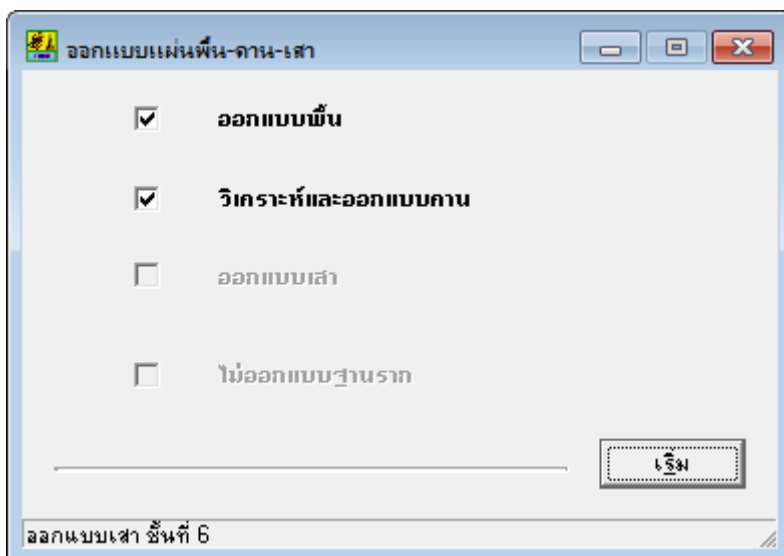 ออกแบบแผ่นพื้น-คาน-เสา
ออกแบบพื้น
วิเคราะห์และออกแบบคาน
ออกแบบเสา
ไม่ออกแบบฐานราก
เริ่ม
ออกแบบเสา ชั้นที่ 6